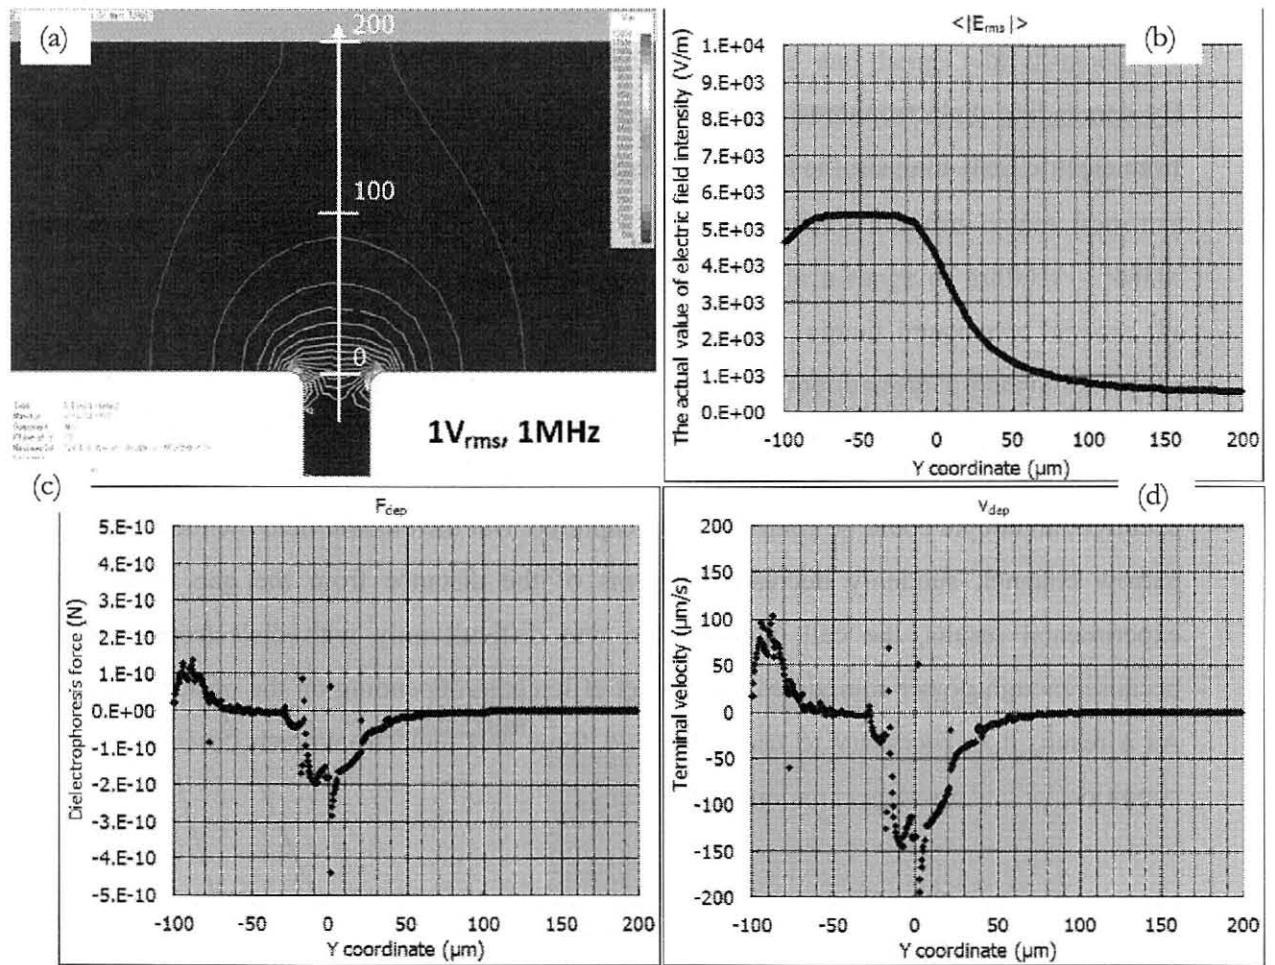 (a)
200
100
0
1Vrms, 1MHz
<|Erms|>
(b)
The actual value of electric field intensity (V/m)
1.E+04
9.E+03
8.E+03
7.E+03
6.E+03
5.E+03
4.E+03
3.E+03
2.E+03
1.E+03
0.E+00
-100 -50 0 50 100 150 200
Y coordinate (µm)
(c)
Fdep
Dielectrophoresis force (N)
5.E-10
4.E-10
3.E-10
2.E-10
1.E-10
0.E+00
-1.E-10
-2.E-10
-3.E-10
-4.E-10
-5.E-10
-100 -50 0 50 100 150 200
Y coordinate (µm)
Vdep
(d)
Terminal velocity (µm/s)
200
150
100
50
0
-50
-100
-150
-200
-100 -50 0 50 100 150 200
Y coordinate (µm)